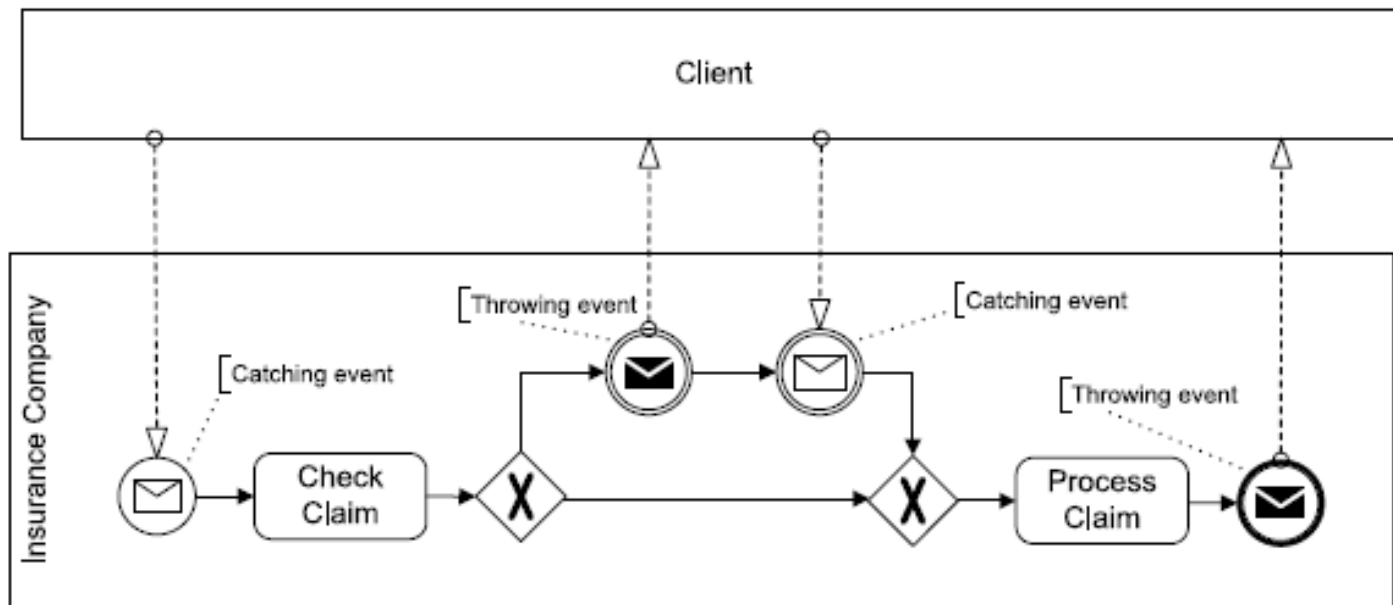 Client
Throwing event
Catching event
Catching event
Throwing event
Insurance Company
Check
Claim
X
X
Process
Claim